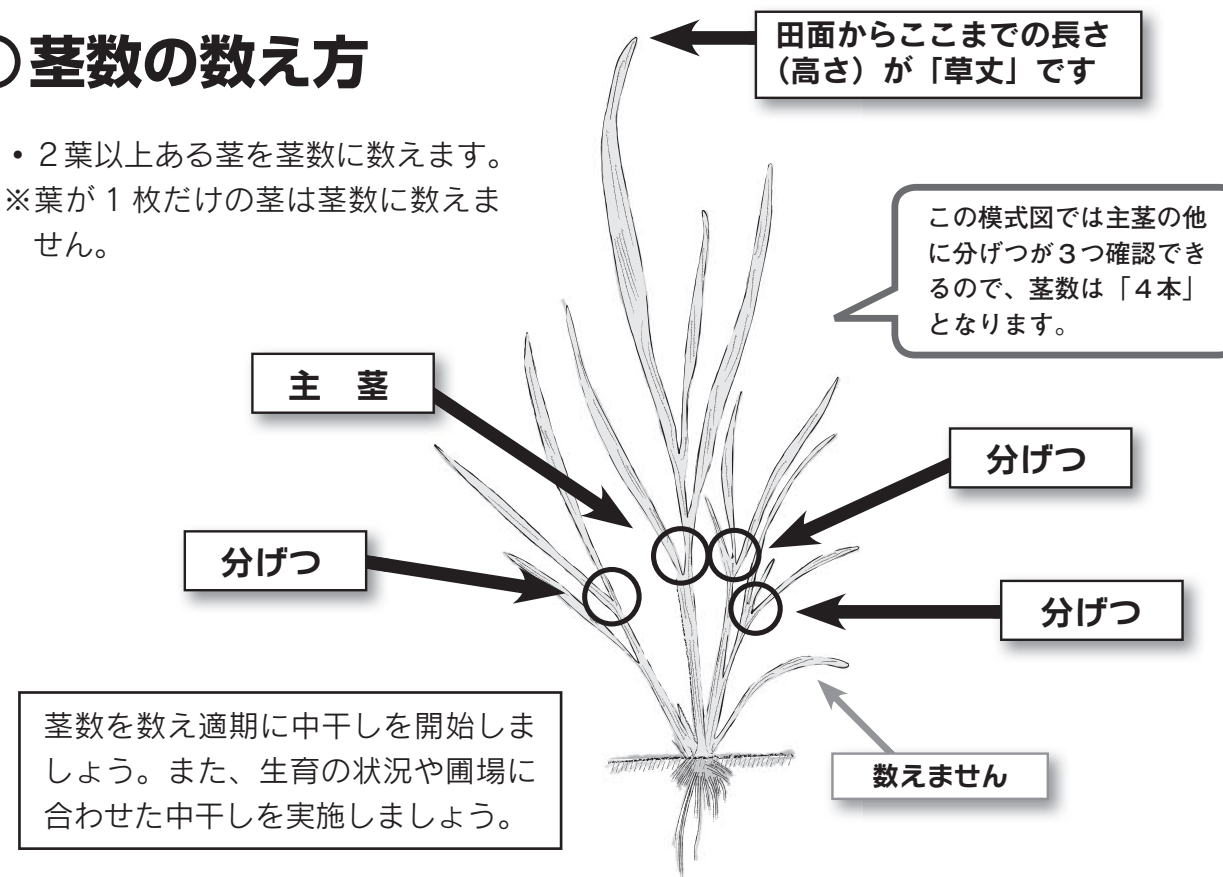 ○茎数の数え方
・２葉以上ある茎を茎数に数えます。
※葉が１枚だけの茎は茎数に数えま
せん。
田面からここまでの長さ
（高さ）が「草丈」です
この模式図では主茎の他
に分げつが３つ確認でき
るので、茎数は「４本」
となります。
主　茎
分げつ
分げつ
分げつ
数えません
茎数を数え適期に中干しを開始しま
しょう。また、生育の状況や圃場に
合わせた中干しを実施しましょう。